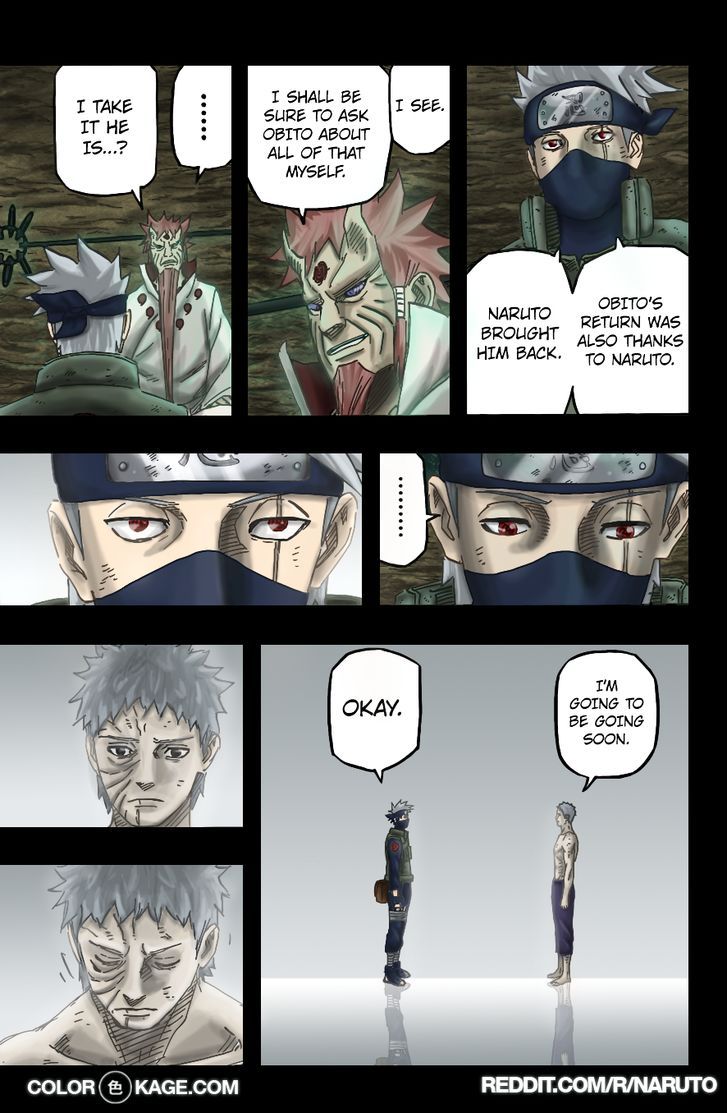 OBITO'S
RETURN WAS
ALSO THANKS
TO NARUTO.
NARUTO
BROUGHT
HIM BACK.
I SEE.
I SHALL BE
SURE TO ASK
OBITO ABOUT
ALL OF THAT
MYSELF.
......
I TAKE
IT HE
IS...?
.......
I'M
GOING TO
BE GOING
SOON.
OKAY.
COLOR 色 KAGE.COM
REDDIT.COM/R/NARUTO